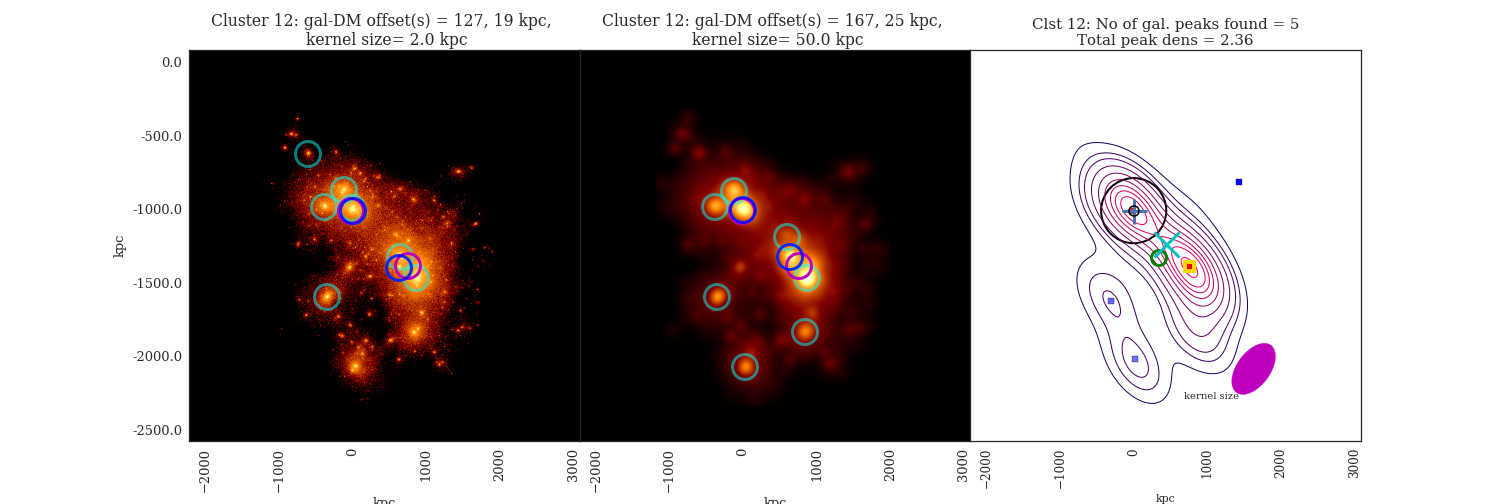 Cluster 12: gal-DM offset(s) = 127, 19 kpc,
kernel size= 2.0 kpc
Cluster 12: gal-DM offset(s) = 167, 25 kpc,
kernel size= 50.0 kpc
Clst 12: No of gal. peaks found = 5
Total peak dens = 2.36
0.0
-500.0
-1000.0
-1500.0
-2000.0
-2500.0
kpc
kernel size
−2000
−1000
0
1000
2000
3000
−2000
−1000
0
1000
2000
3000
−2000
−1000
0
1000
2000
3000
kpc
kpc
kpc